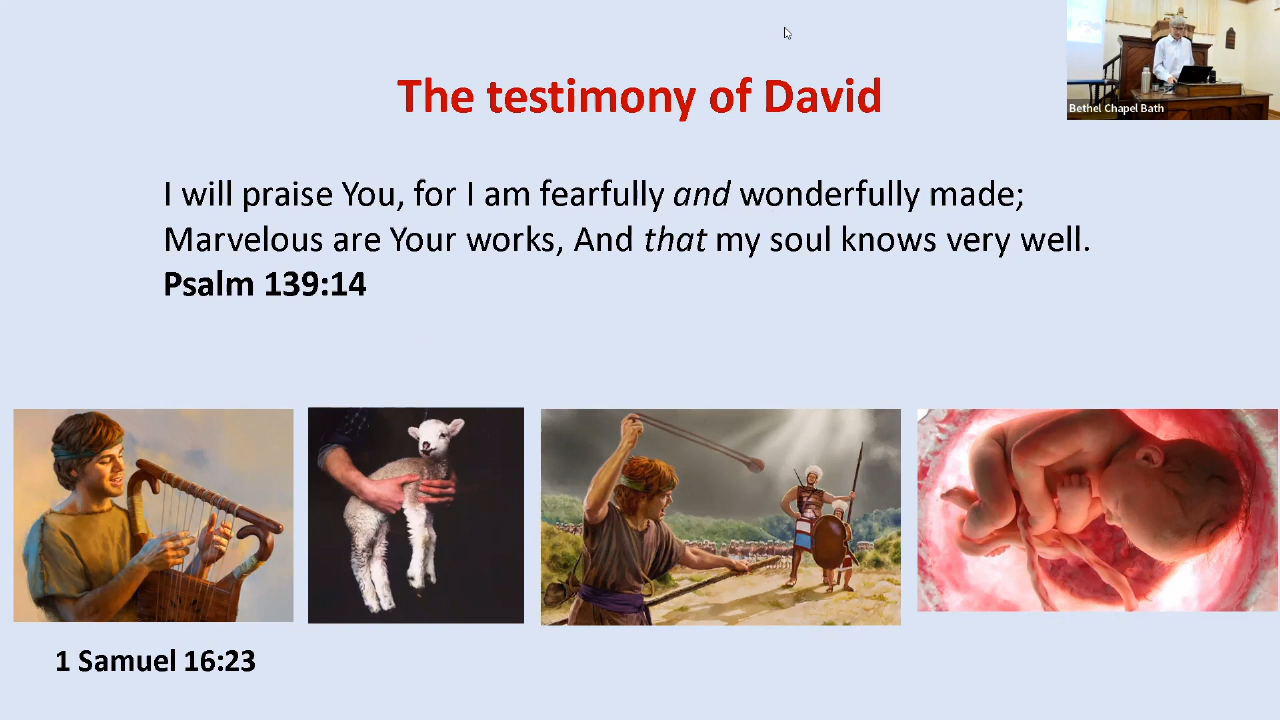 The testimony of David
Bethel Chapel Bath
I will praise You, for I am fearfully and wonderfully made;
Marvelous are Your works, And that my soul knows very well.
Psalm 139:14
1 Samuel 16:23